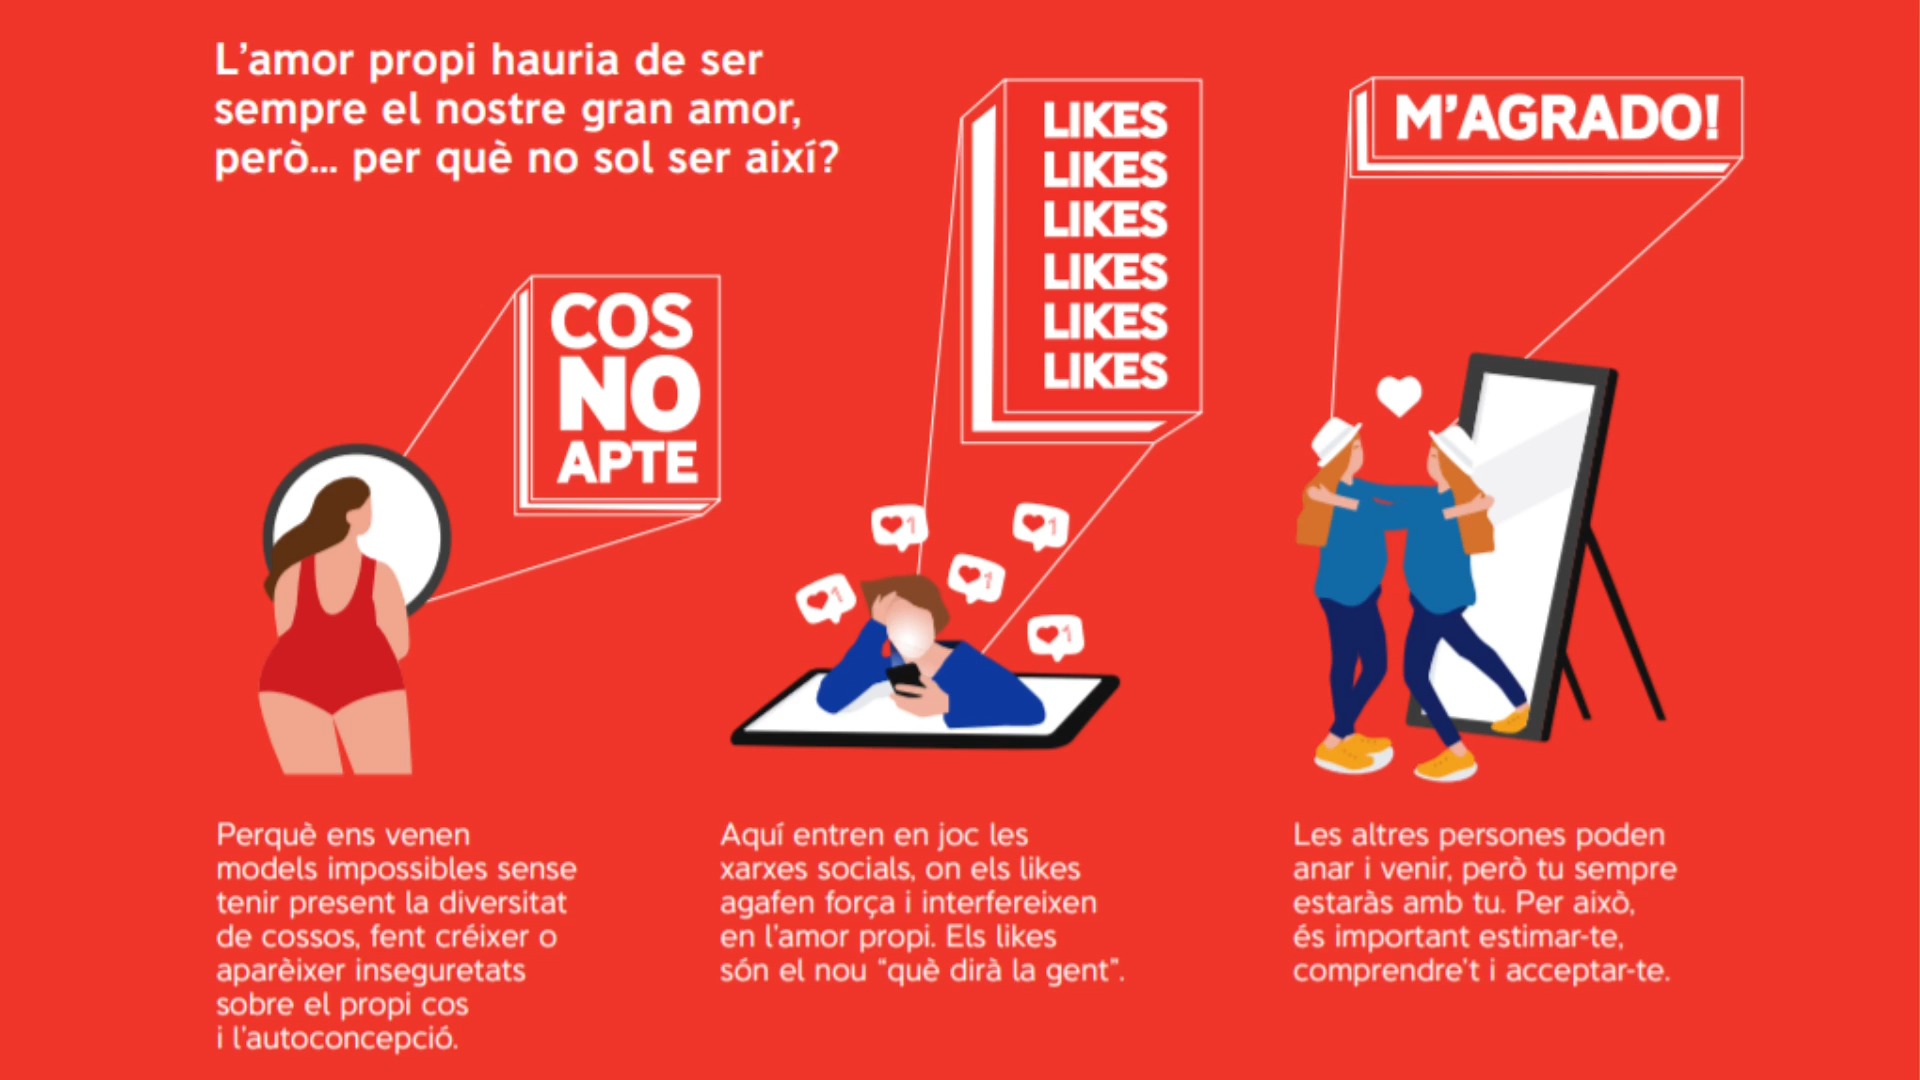 L'amor propi hauria de ser
sempre el nostre gran amor,
però... per què no sol ser així?
COS
NO
APTE
LIKES
LIKES
LIKES
LIKES
LIKES
LIKES
M'AGRADO!
1
1
1
1
1
Perquè ens venen
models impossibles sense
tenir present la diversitat
de cossos, fent créixer o
aparèixer inseguretats
sobre el propi cos
i l'autoconcepció.
Aquí entren en joc les
xarxes socials, on els likes
agafen força i interfereixen
en l'amor propi. Els likes
són el nou "què dirà la gent".
Les altres persones poden
anar i venir, però tu sempre
estaràs amb tu. Per això,
és important estimar-te,
comprendre't i acceptar-te.